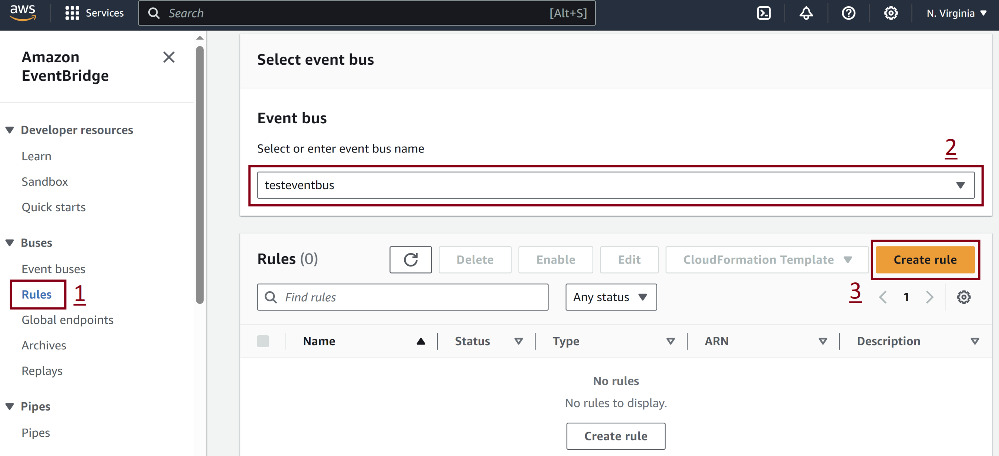 aws Services Search [Alt+S] N. Virginia
Amazon
EventBridge
Developer resources
Learn
Sandbox
Quick starts
Buses
Event buses
Rules 1
Global endpoints
Archives
Replays
Pipes
Pipes
Select event bus
Event bus
Select or enter event bus name
2
testeventbus
Rules (0) Delete Enable Edit CloudFormation Template Create rule
Find rules Any status 3 1
Name Status Type ARN Description
No rules
No rules to display.
Create rule